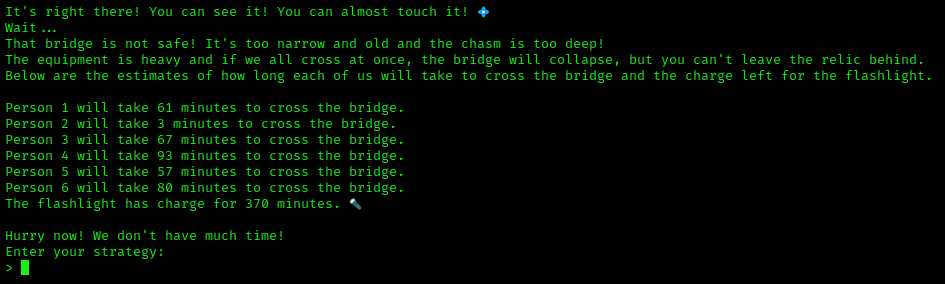 It's right there! You can see it! You can almost touch it! 💠
Wait...
That bridge is not safe! It's too narrow and old and the chasm is too deep!
The equipment is heavy and if we all cross at once, the bridge will collapse, but you can't leave the relic behind.
Below are the estimates of how long each of us will take to cross the bridge and the charge left for the flashlight.

Person 1 will take 61 minutes to cross the bridge.
Person 2 will take 3 minutes to cross the bridge.
Person 3 will take 67 minutes to cross the bridge.
Person 4 will take 93 minutes to cross the bridge.
Person 5 will take 57 minutes to cross the bridge.
Person 6 will take 80 minutes to cross the bridge.
The flashlight has charge for 370 minutes. 🔦

Hurry now! We don't have much time!
Enter your strategy:
>